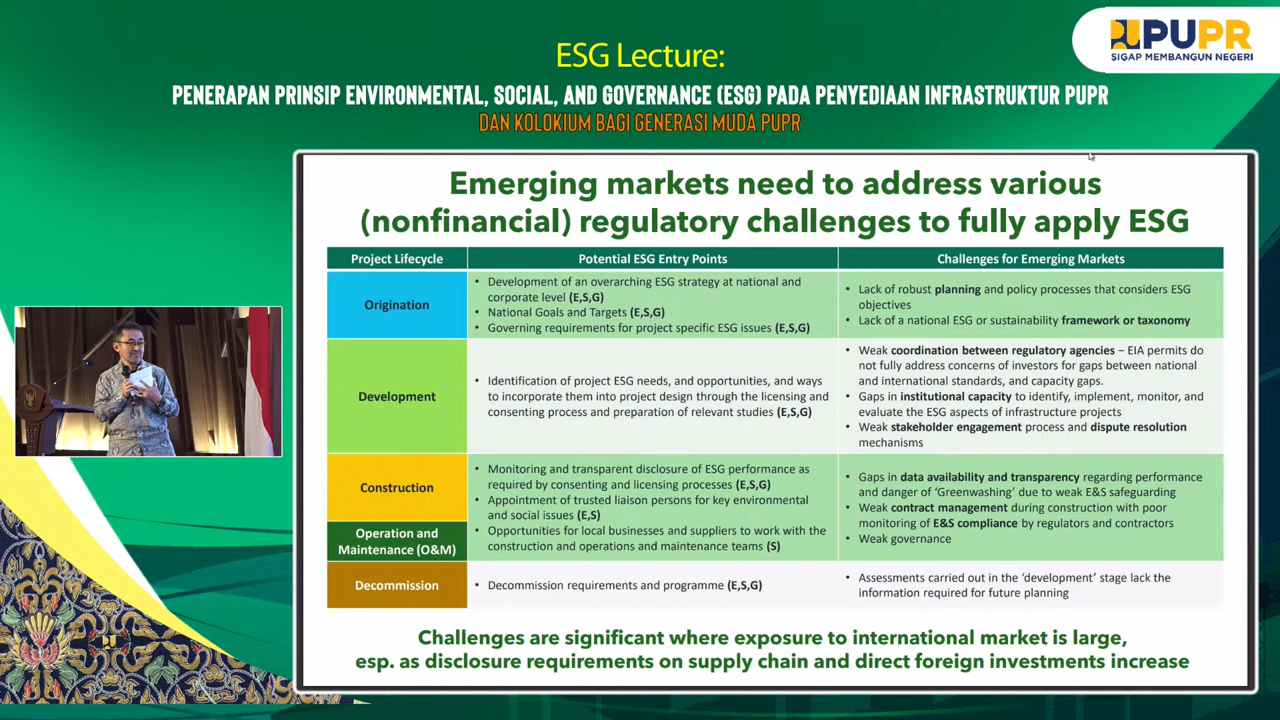 ESG Lecture:
PENERAPAN PRINSIP ENVIRONMENTAL, SOCIAL, AND GOVERNANCE (ESG) PADA PENYEDIAAN INFRASTRUKTUR PUPR
DAN KOLOKIUM BAGI GENERASI MUDA PUPR
PUPR
SIGAP MEMBANGUN NEGERI
Emerging markets need to address various
(nonfinancial) regulatory challenges to fully apply ESG
Project Lifecycle
Potential ESG Entry Points
Challenges for Emerging Markets
Origination
• Development of an overarching ESG strategy at national and
corporate level (E,S,G)
• National Goals and Targets (E,S,G)
• Governing requirements for project specific ESG issues (E,S,G)
• Lack of robust planning and policy processes that considers ESG
objectives
• Lack of a national ESG or sustainability framework or taxonomy
Development
• Identification of project ESG needs, and opportunities, and ways
to incorporate them into project design through the licensing and
consenting process and preparation of relevant studies (E,S,G)
• Weak coordination between regulatory agencies – EIA permits do
not fully address concerns of investors for gaps between national
and international standards, and capacity gaps.
• Gaps in institutional capacity to identify, implement, monitor, and
evaluate the ESG aspects of infrastructure projects
• Weak stakeholder engagement process and dispute resolution
mechanisms
Construction
Operation and
Maintenance (O&M)
• Monitoring and transparent disclosure of ESG performance as
required by consenting and licensing processes (E,S,G)
• Appointment of trusted liaison persons for key environmental
and social issues (E,S)
• Opportunities for local businesses and suppliers to work with the
construction and operations and maintenance teams (S)
• Gaps in data availability and transparency regarding performance
and danger of ‘Greenwashing’ due to weak E&S safeguarding
• Weak contract management during construction with poor
monitoring of E&S compliance by regulators and contractors
• Weak governance
Decommission
• Decommission requirements and programme (E,S,G)
• Assessments carried out in the ‘development’ stage lack the
information required for future planning
Challenges are significant where exposure to international market is large,
esp. as disclosure requirements on supply chain and direct foreign investments increase